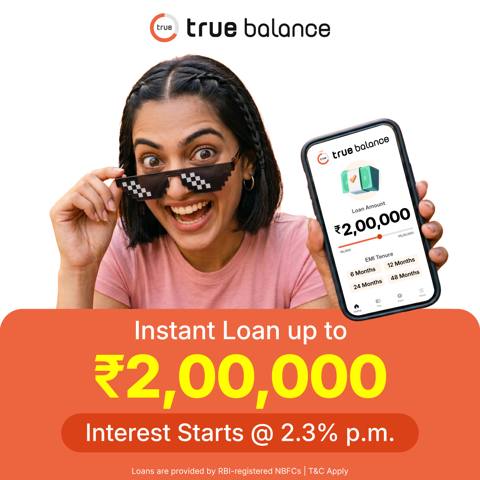 true
true balance
true
true balance
Loan Amount
₹2,00,000
EMI Tenure
6 Months
12 Months
24 Months
48 Months
Instant Loan up to
₹2,00,000
Interest Starts @ 2.3% p.m.
Loans are provided by RBI-registered NBFCs | T&C Apply